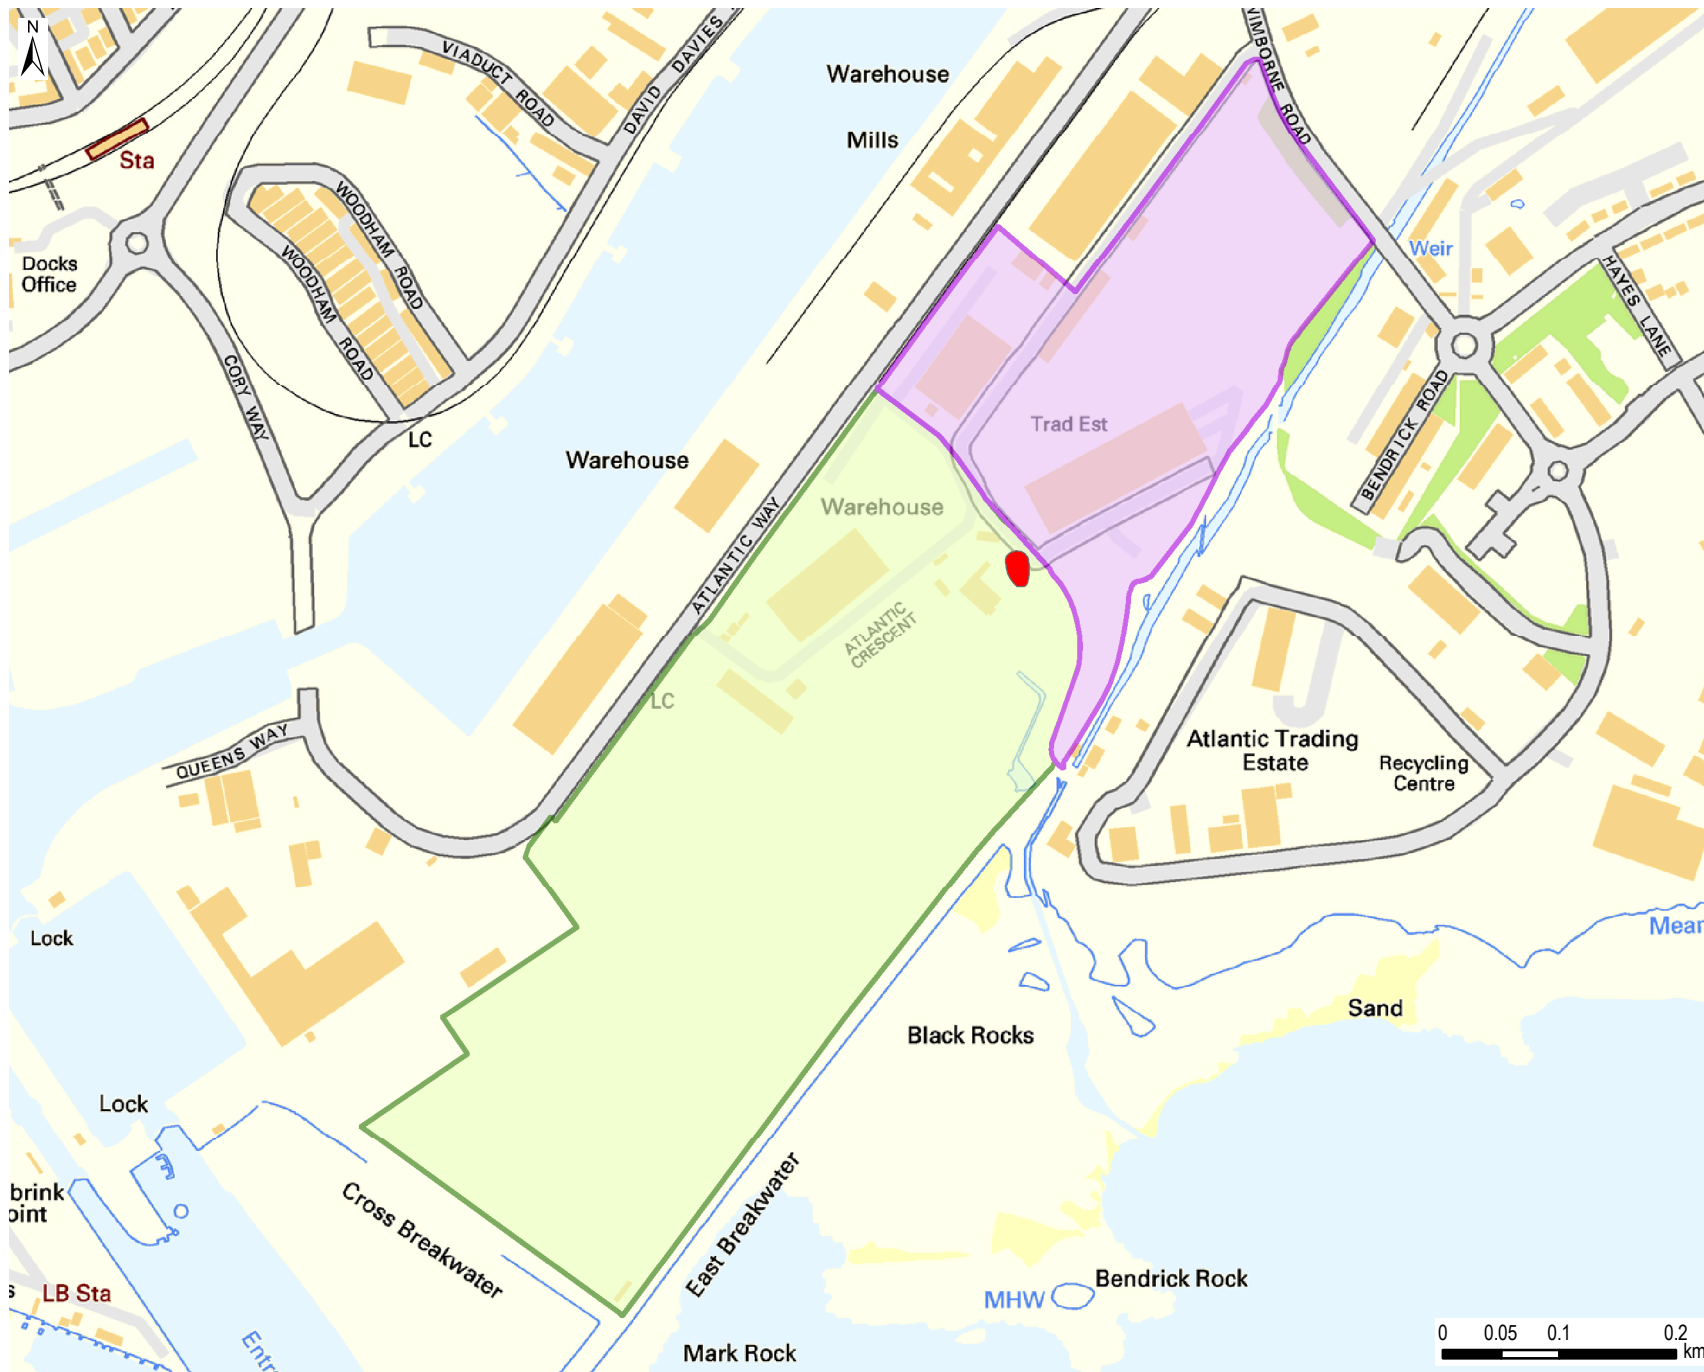 N
VIADUCT ROAD
DAVID DAVIES
WIMBORNE ROAD
Warehouse
Mills
Sta
WOODHAM ROAD
WOODHAM ROAD
Docks
Office
Weir
HAYES LANE
CORY WAY
LC
BENDRICK ROAD
Trad Est
Warehouse
Warehouse
ATLANTIC WAY
ATLANTIC
CRESCENT
LC
QUEENS WAY
Atlantic Trading
Estate
Recycling
Centre
Lock
Mear
Sand
Black Rocks
Lock
Cross Breakwater
East Breakwater
brink
oint
Bendrick Rock
MHW
s
LB Sta
Entr
Mark Rock
0 0.05 0.1 0.2
km